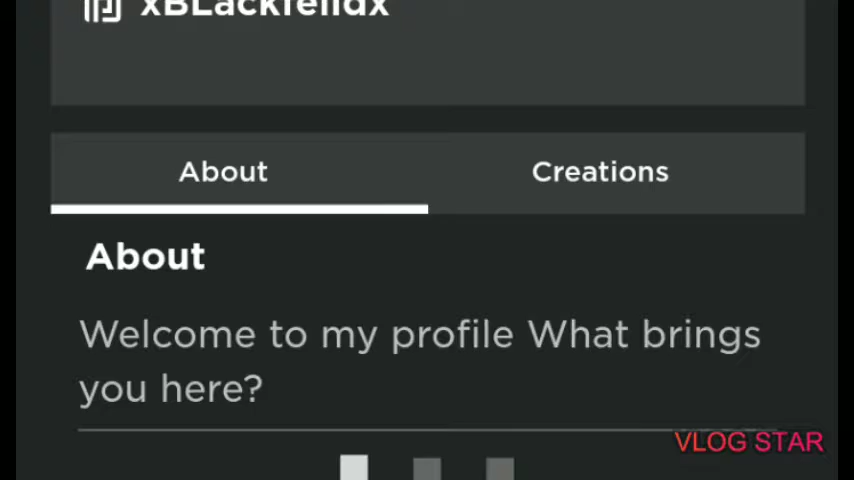 About
Creations
About
Welcome to my profile What brings
you here?
VLOG STAR